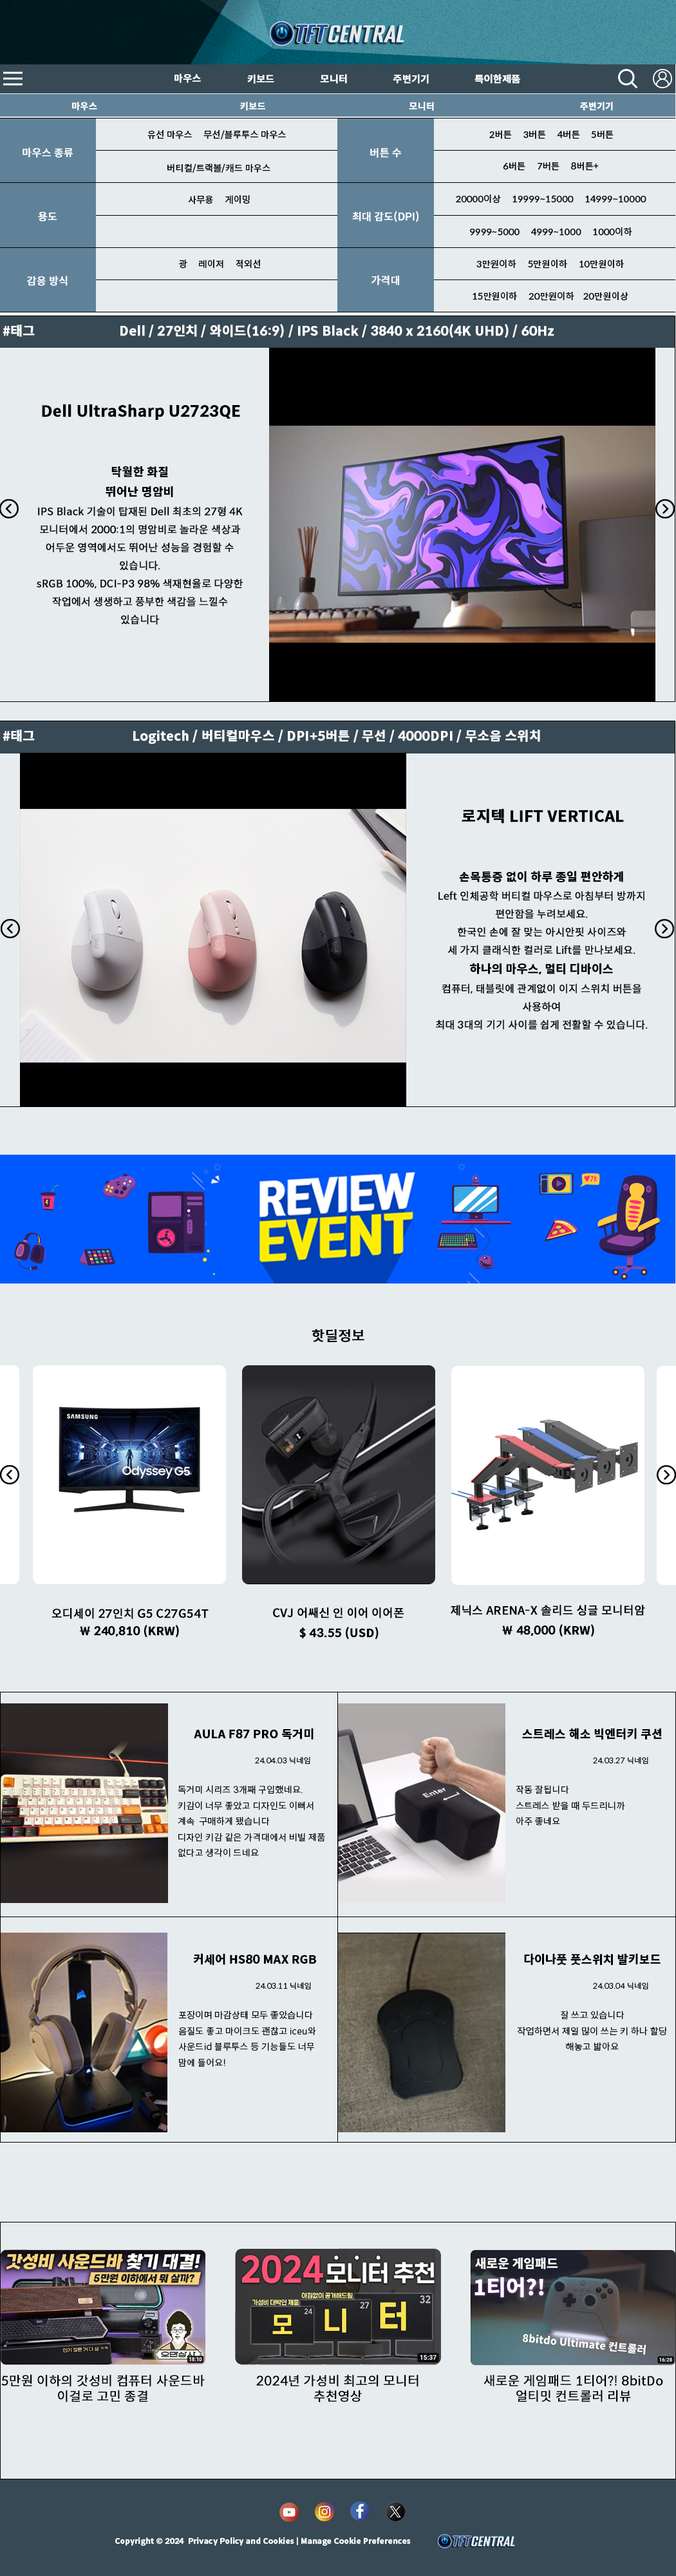 TFTCENTRAL
마우스 키보드 모니터 주변기기 특이한제품
마우스 키보드 모니터 주변기기
마우스 종류
유선 마우스 무선/블루투스 마우스
버티컬/트랙볼/캐드 마우스
버튼 수
2버튼 3버튼 4버튼 5버튼
6버튼 7버튼 8버튼+
용도
사무용 게이밍
최대 감도(DPI)
20000이상 19999~15000 14999~10000
9999~5000 4999~1000 1000이하
감응 방식
광 레이저 적외선
가격대
3만원이하 5만원이하 10만원이하
15만원이하 20만원이하 20만원이상
#태그 Dell / 27인치 / 와이드(16:9) / IPS Black / 3840 x 2160(4K UHD) / 60Hz
Dell UltraSharp U2723QE
탁월한 화질
뛰어난 명암비
IPS Black 기술이 탑재된 Dell 최초의 27형 4K
모니터에서 2000:1의 명암비로 놀라운 색상과
어두운 영역에서도 뛰어난 성능을 경험할 수
있습니다.
sRGB 100%, DCI-P3 98% 색재현율로 다양한
작업에서 생생하고 풍부한 색감을 느낄수
있습니다
#태그 Logitech / 버티컬마우스 / DPI+5버튼 / 무선 / 4000DPI / 무소음 스위치
로지텍 LIFT VERTICAL
손목통증 없이 하루 종일 편안하게
Left 인체공학 버티컬 마우스로 아침부터 밤까지
편안함을 누려보세요.
한국인 손에 잘 맞는 아시안핏 사이즈와
세 가지 클래식한 컬러로 Lift를 만나보세요.
하나의 마우스, 멀티 디바이스
컴퓨터, 태블릿에 관계없이 이지 스위치 버튼을
사용하여
최대 3대의 기기 사이를 쉽게 전활할 수 있습니다.
REVIEW
EVENT
핫딜정보
SAMSUNG
Odyssey G5
오디세이 27인치 G5 C27G54T
₩ 240,810 (KRW)
CVJ 어쌔신 인 이어 이어폰
$ 43.55 (USD)
제닉스 ARENA-X 솔리드 싱글 모니터암
₩ 48,000 (KRW)
AULA F87 PRO 독거미
24.04.03 닉네임
독거미 시리즈 3개째 구입했네요.
키감이 너무 좋았고 디자인도 이뻐서
계속 구매하게 됐습니다
디자인 키감 같은 가격대에서 비빌 제품
없다고 생각이 드네요
Enter
스트레스 해소 빅엔터키 쿠션
24.03.27 닉네임
작동 잘됩니다
스트레스 받을 때 두드리니까
아주 좋네요
커세어 HS80 MAX RGB
24.03.11 닉네임
포장이며 마감상태 모두 좋았습니다
음질도 좋고 마이크도 괜찮고 iceu와
사운드id 블루투스 등 기능들도 너무
맘에 들어요!
다이나풋 풋스위치 발키보드
24.03.04 닉네임
잘 쓰고 있습니다
작업하면서 제일 많이 쓰는 키 하나 할당
해놓고 밟아요
갓성비 사운드바 찾기 대결!
5만원 이하에서 뭐 살까?
18:10
5만원 이하의 갓성비 컴퓨터 사운드바
이걸로 고민 종결
2024 모니터 추천
아낌없이 공개해드림
가성비 대박인 제품
모 24 니 27 터 32
15:37
2024년 가성비 최고의 모니터
추천영상
새로운 게임패드
1티어?!
8bitdo Ultimate 컨트롤러
16:28
새로운 게임패드 1티어?! 8bitDo
얼티밋 컨트롤러 리뷰
Copyright © 2024 Privacy Policy and Cookies | Manage Cookie Preferences
TFTCENTRAL